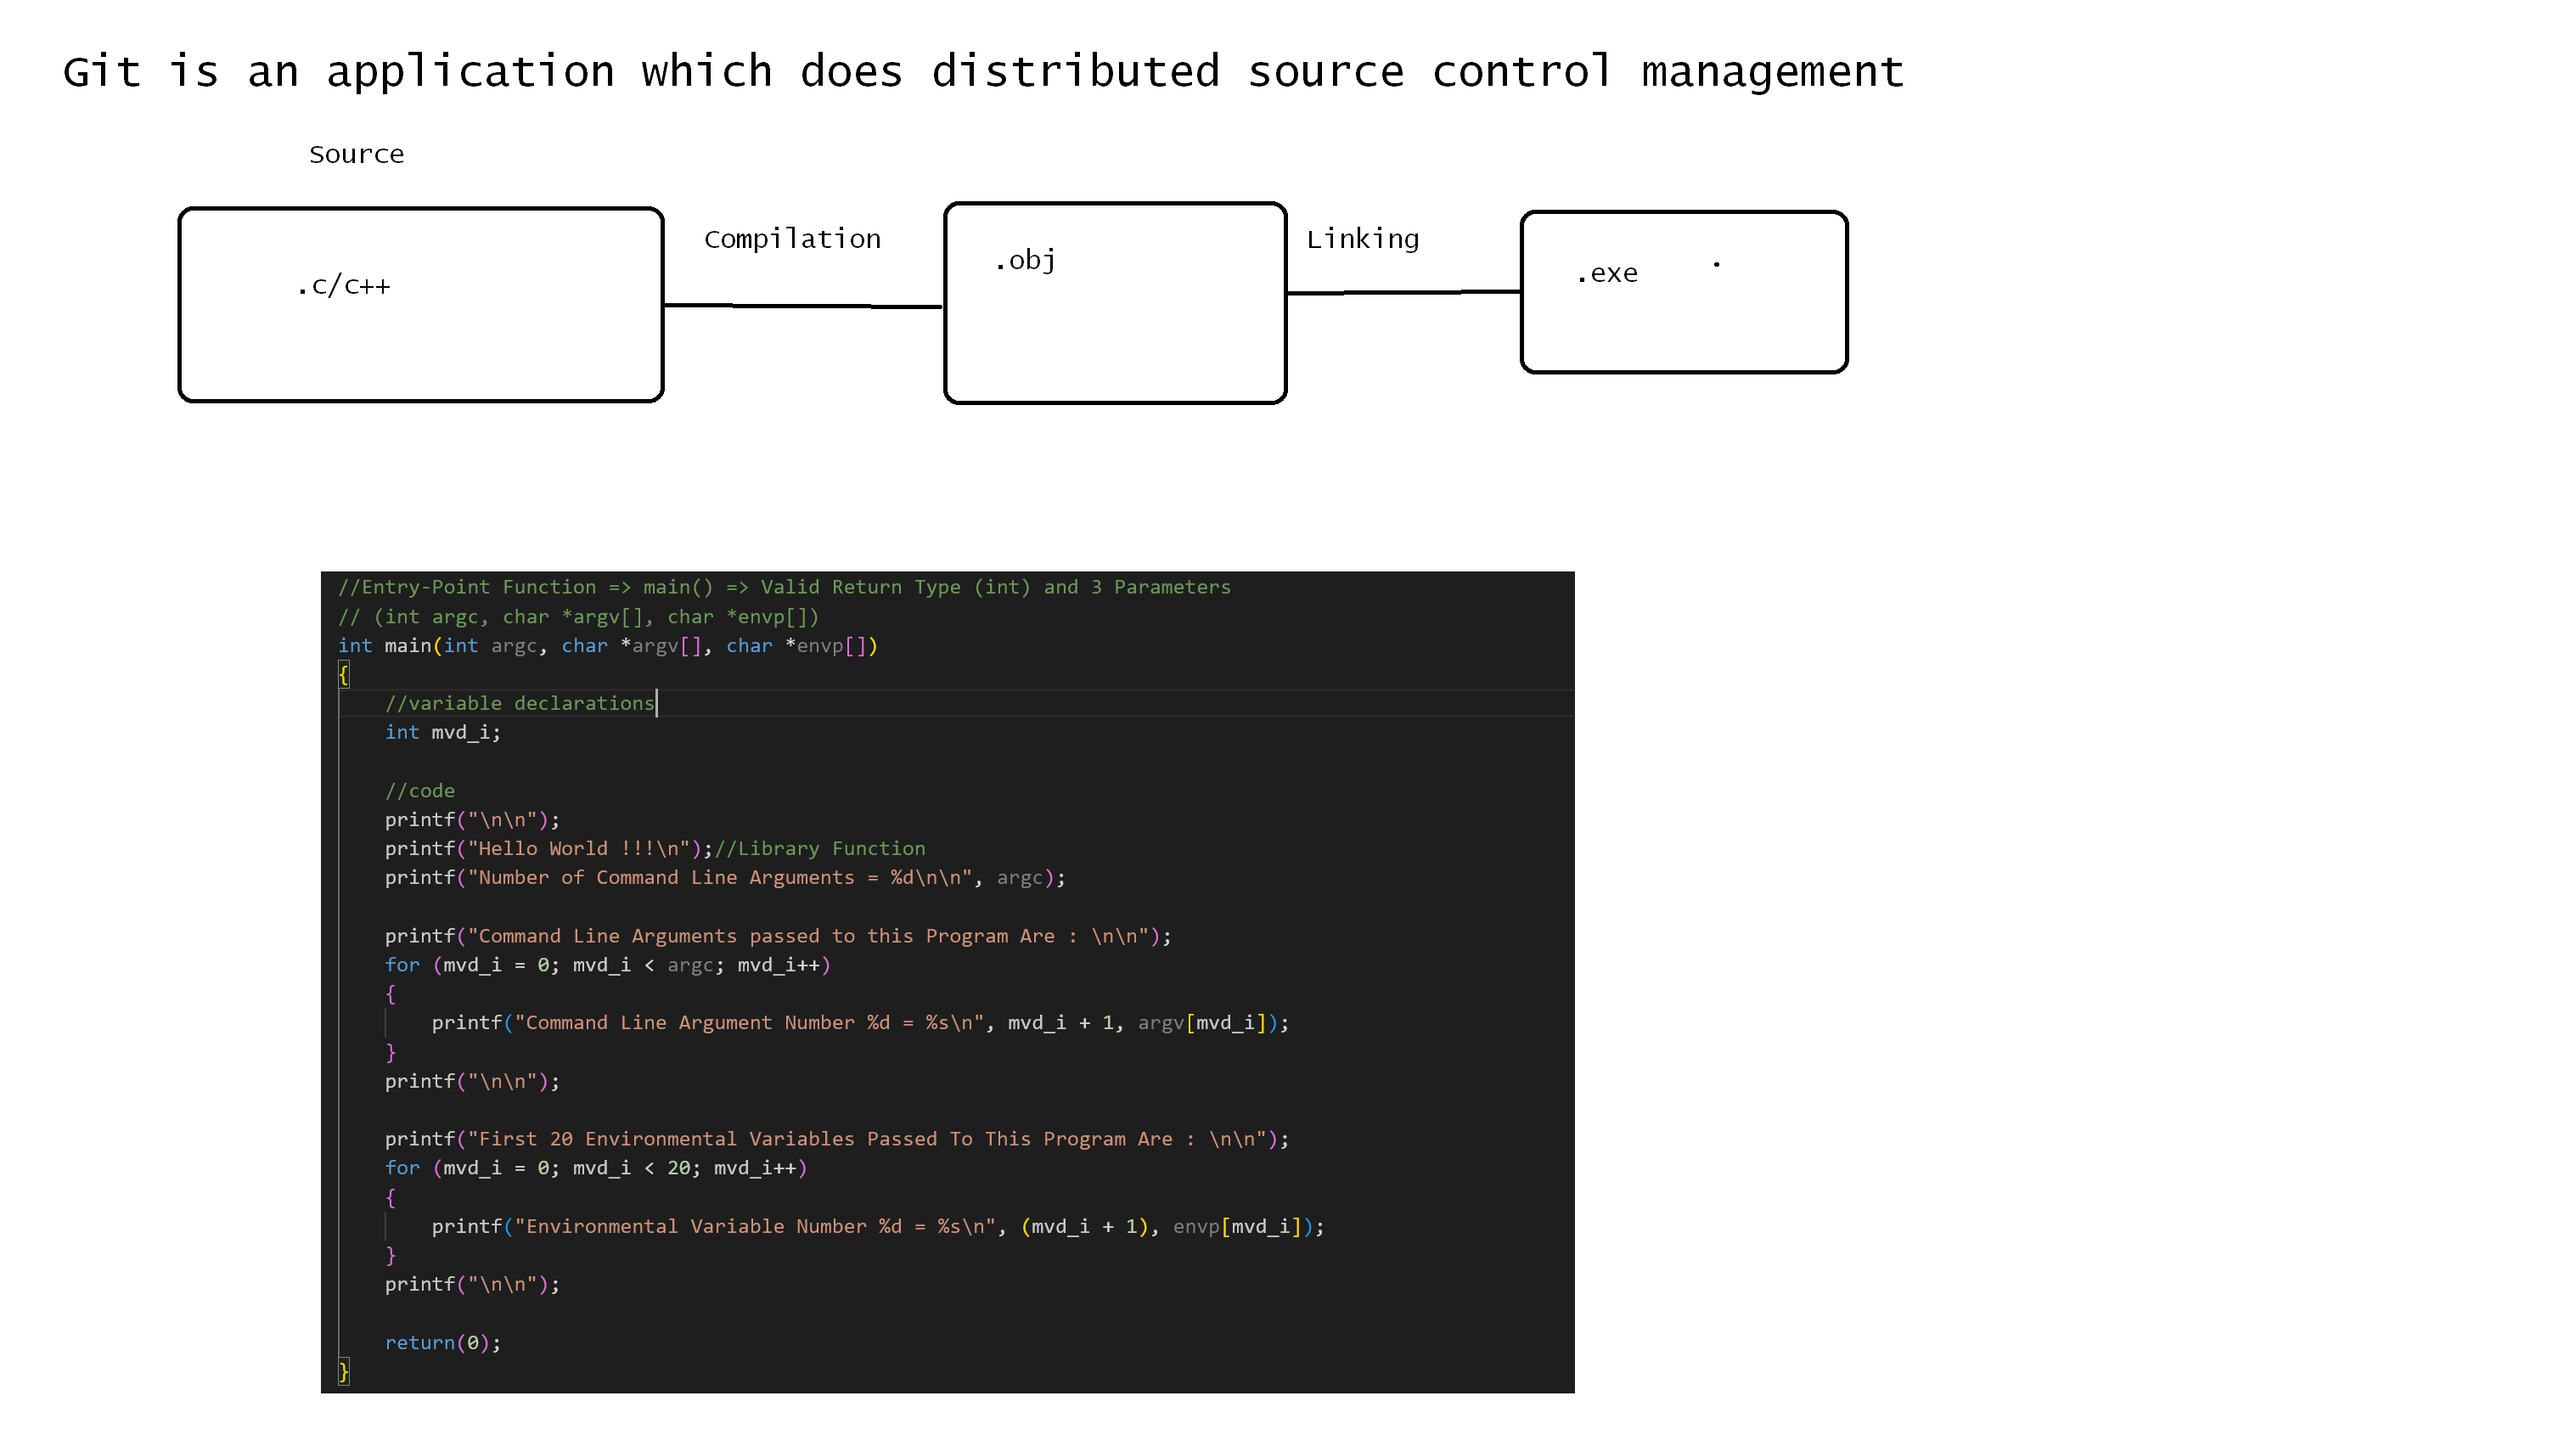 Git is an application which does distributed source control management
Source
Compilation
Linking
.c/c++
.obj
.exe
.
//Entry-Point Function => main() => Valid Return Type (int) and 3 Parameters
// (int argc, char *argv[], char *envp[])
int main(int argc, char *argv[], char *envp[])
{
    //variable declarations
    int mvd_i;
    //code
    printf("\n\n");
    printf("Hello World !!!\n");//Library Function
    printf("Number of Command Line Arguments = %d\n\n", argc);
    printf("Command Line Arguments passed to this Program Are : \n\n");
    for (mvd_i = 0; mvd_i < argc; mvd_i++)
    {
        printf("Command Line Argument Number %d = %s\n", mvd_i + 1, argv[mvd_i]);
    }
    printf("\n\n");
    printf("First 20 Environmental Variables Passed To This Program Are : \n\n");
    for (mvd_i = 0; mvd_i < 20; mvd_i++)
    {
        printf("Environmental Variable Number %d = %s\n", (mvd_i + 1), envp[mvd_i]);
    }
    printf("\n\n");
    return(0);
}